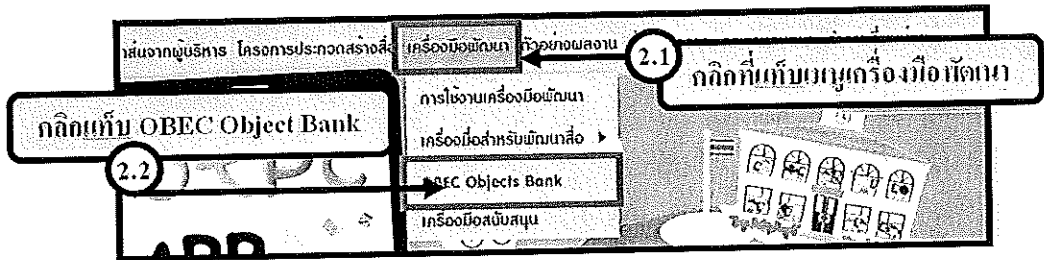 าส์นจากผู้บริหาร โครงการประกวดสร้างสื่อ เครื่องมือพัฒนา ตัวอย่างผลงาน
2.1
คลิกที่แท็บเมนูเครื่องมือพัฒนา
การใช้งานเครื่องมือพัฒนา
คลิกแท็บ OBEC Object Bank
เครื่องมือสำหรับพัฒนาสื่อ
2.2
OBEC Objects Bank
เครื่องมือสนับสนุน